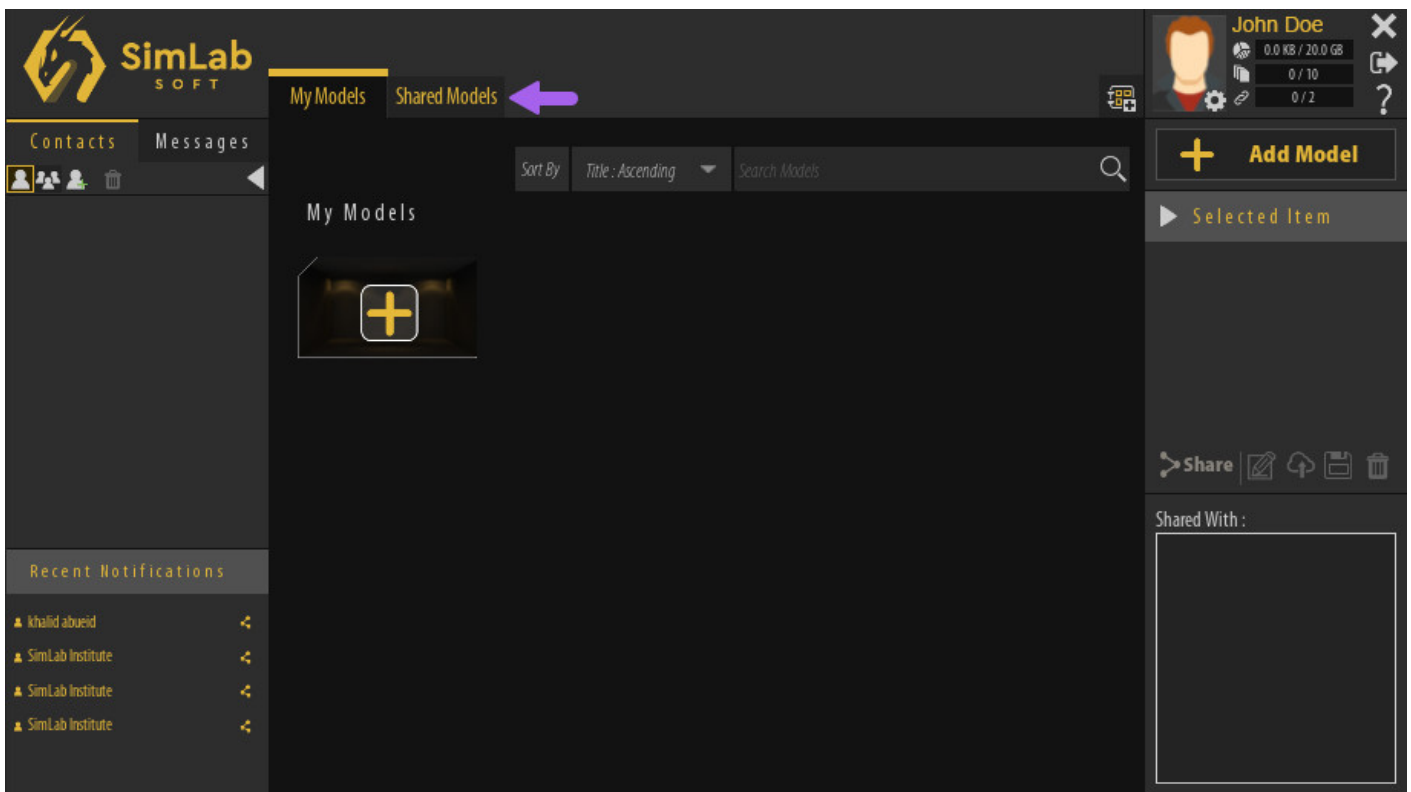 SimLab
SOFT
My Models
Shared Models
John Doe
0.0 KB / 20.0 GB
0 / 10
0 / 2
?
Contacts
Messages
Sort By
Title : Ascending
Search Models
Add Model
My Models
Selected Item
Share
Shared With :
Recent Notifications
khalid abueid
SimLab Institute
SimLab Institute
SimLab Institute